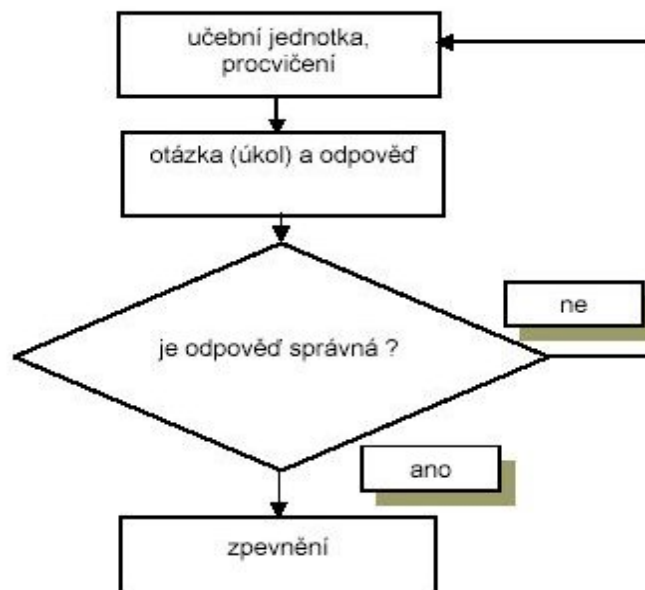 učební jednotka,
procvičení
otázka (úkol) a odpověď
je odpověď správná ?
ne
ano
zpevnění